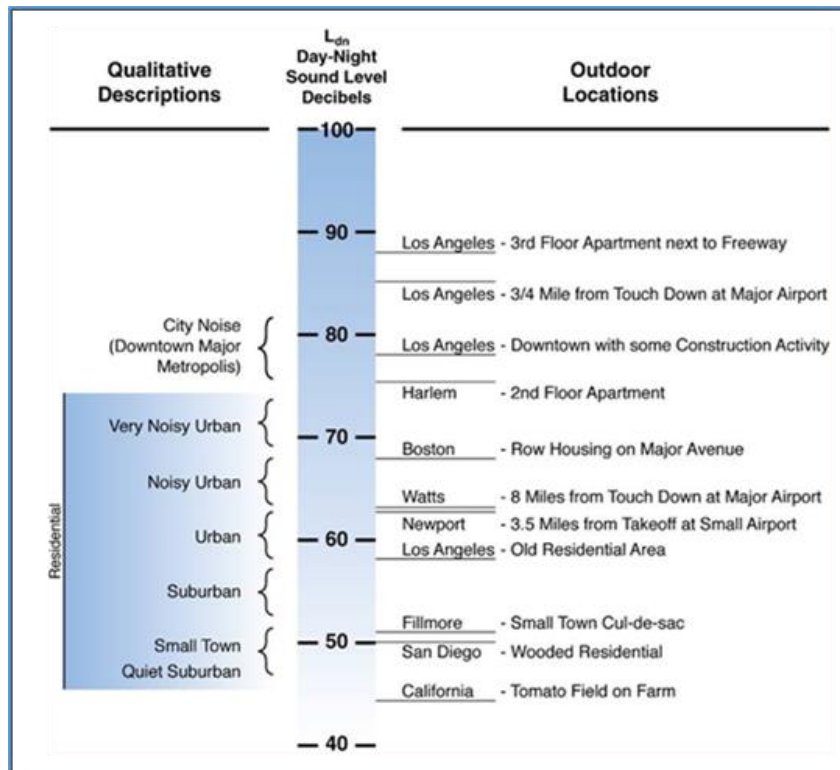 Qualitative
Descriptions
Ldn
Day-Night
Sound Level
Decibels
Outdoor
Locations
100
90
Los Angeles - 3rd Floor Apartment next to Freeway
Los Angeles - 3/4 Mile from Touch Down at Major Airport
City Noise
(Downtown Major
Metropolis)
80
Los Angeles - Downtown with some Construction Activity
Harlem - 2nd Floor Apartment
Very Noisy Urban
70
Boston - Row Housing on Major Avenue
Noisy Urban
Watts - 8 Miles from Touch Down at Major Airport
Newport - 3.5 Miles from Takeoff at Small Airport
Urban
60
Los Angeles - Old Residential Area
Residential
Suburban
Fillmore - Small Town Cul-de-sac
Small Town
50
San Diego - Wooded Residential
Quiet Suburban
California - Tomato Field on Farm
40